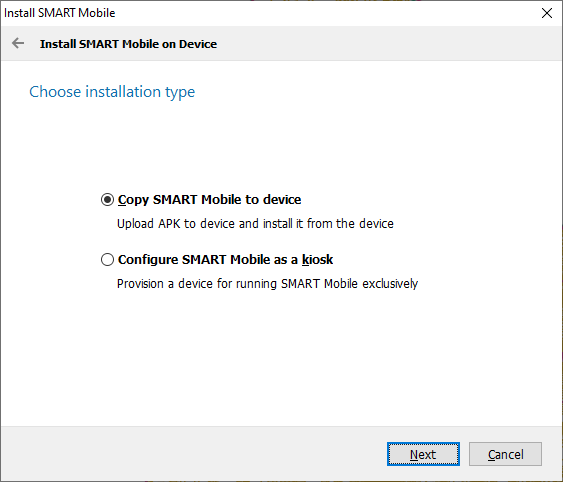 Install SMART Mobile
Install SMART Mobile on Device
Choose installation type
Copy SMART Mobile to device
Upload APK to device and install it from the device
Configure SMART Mobile as a kiosk
Provision a device for running SMART Mobile exclusively
Next
Cancel